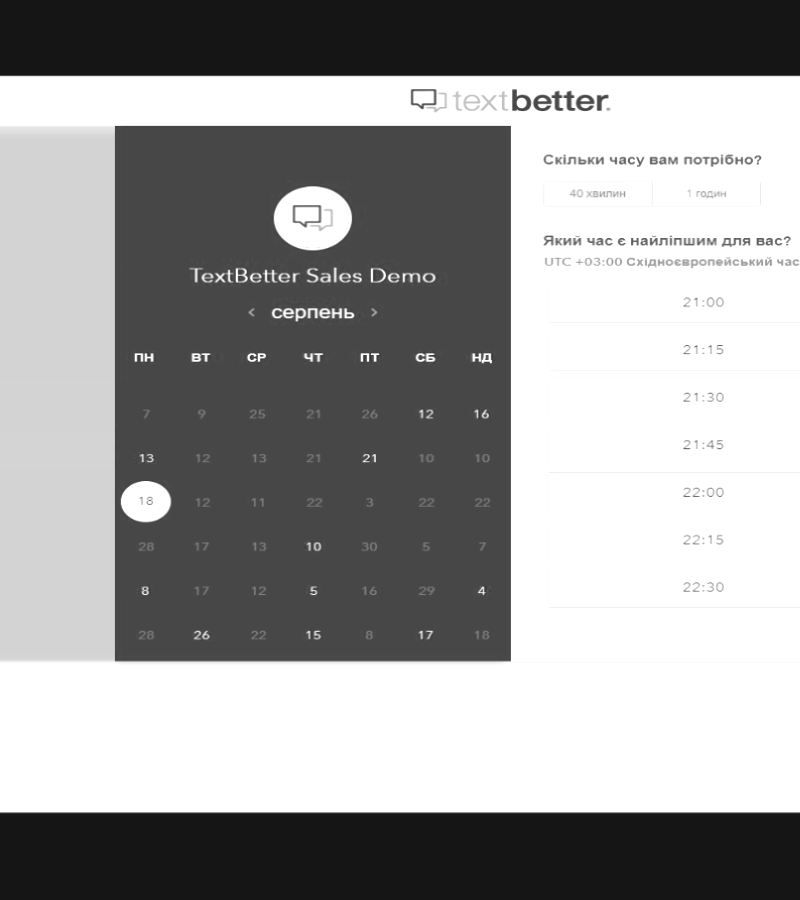 textbetter.
TextBetter Sales Demo
‹ серпень ›
ПН ВТ СР ЧТ ПТ СБ НД
7 9 25 21 26 12 16
13 12 13 21 21 10 10
18 12 11 22 3 22 22
28 17 13 10 30 5 7
8 17 12 5 16 29 4
28 26 22 15 8 17 18
Скільки часу вам потрібно?
40 хвилин 1 годин
Який час є найліпшим для вас?
UTC +03:00 Східноєвропейський час
21:00
21:15
21:30
21:45
22:00
22:15
22:30